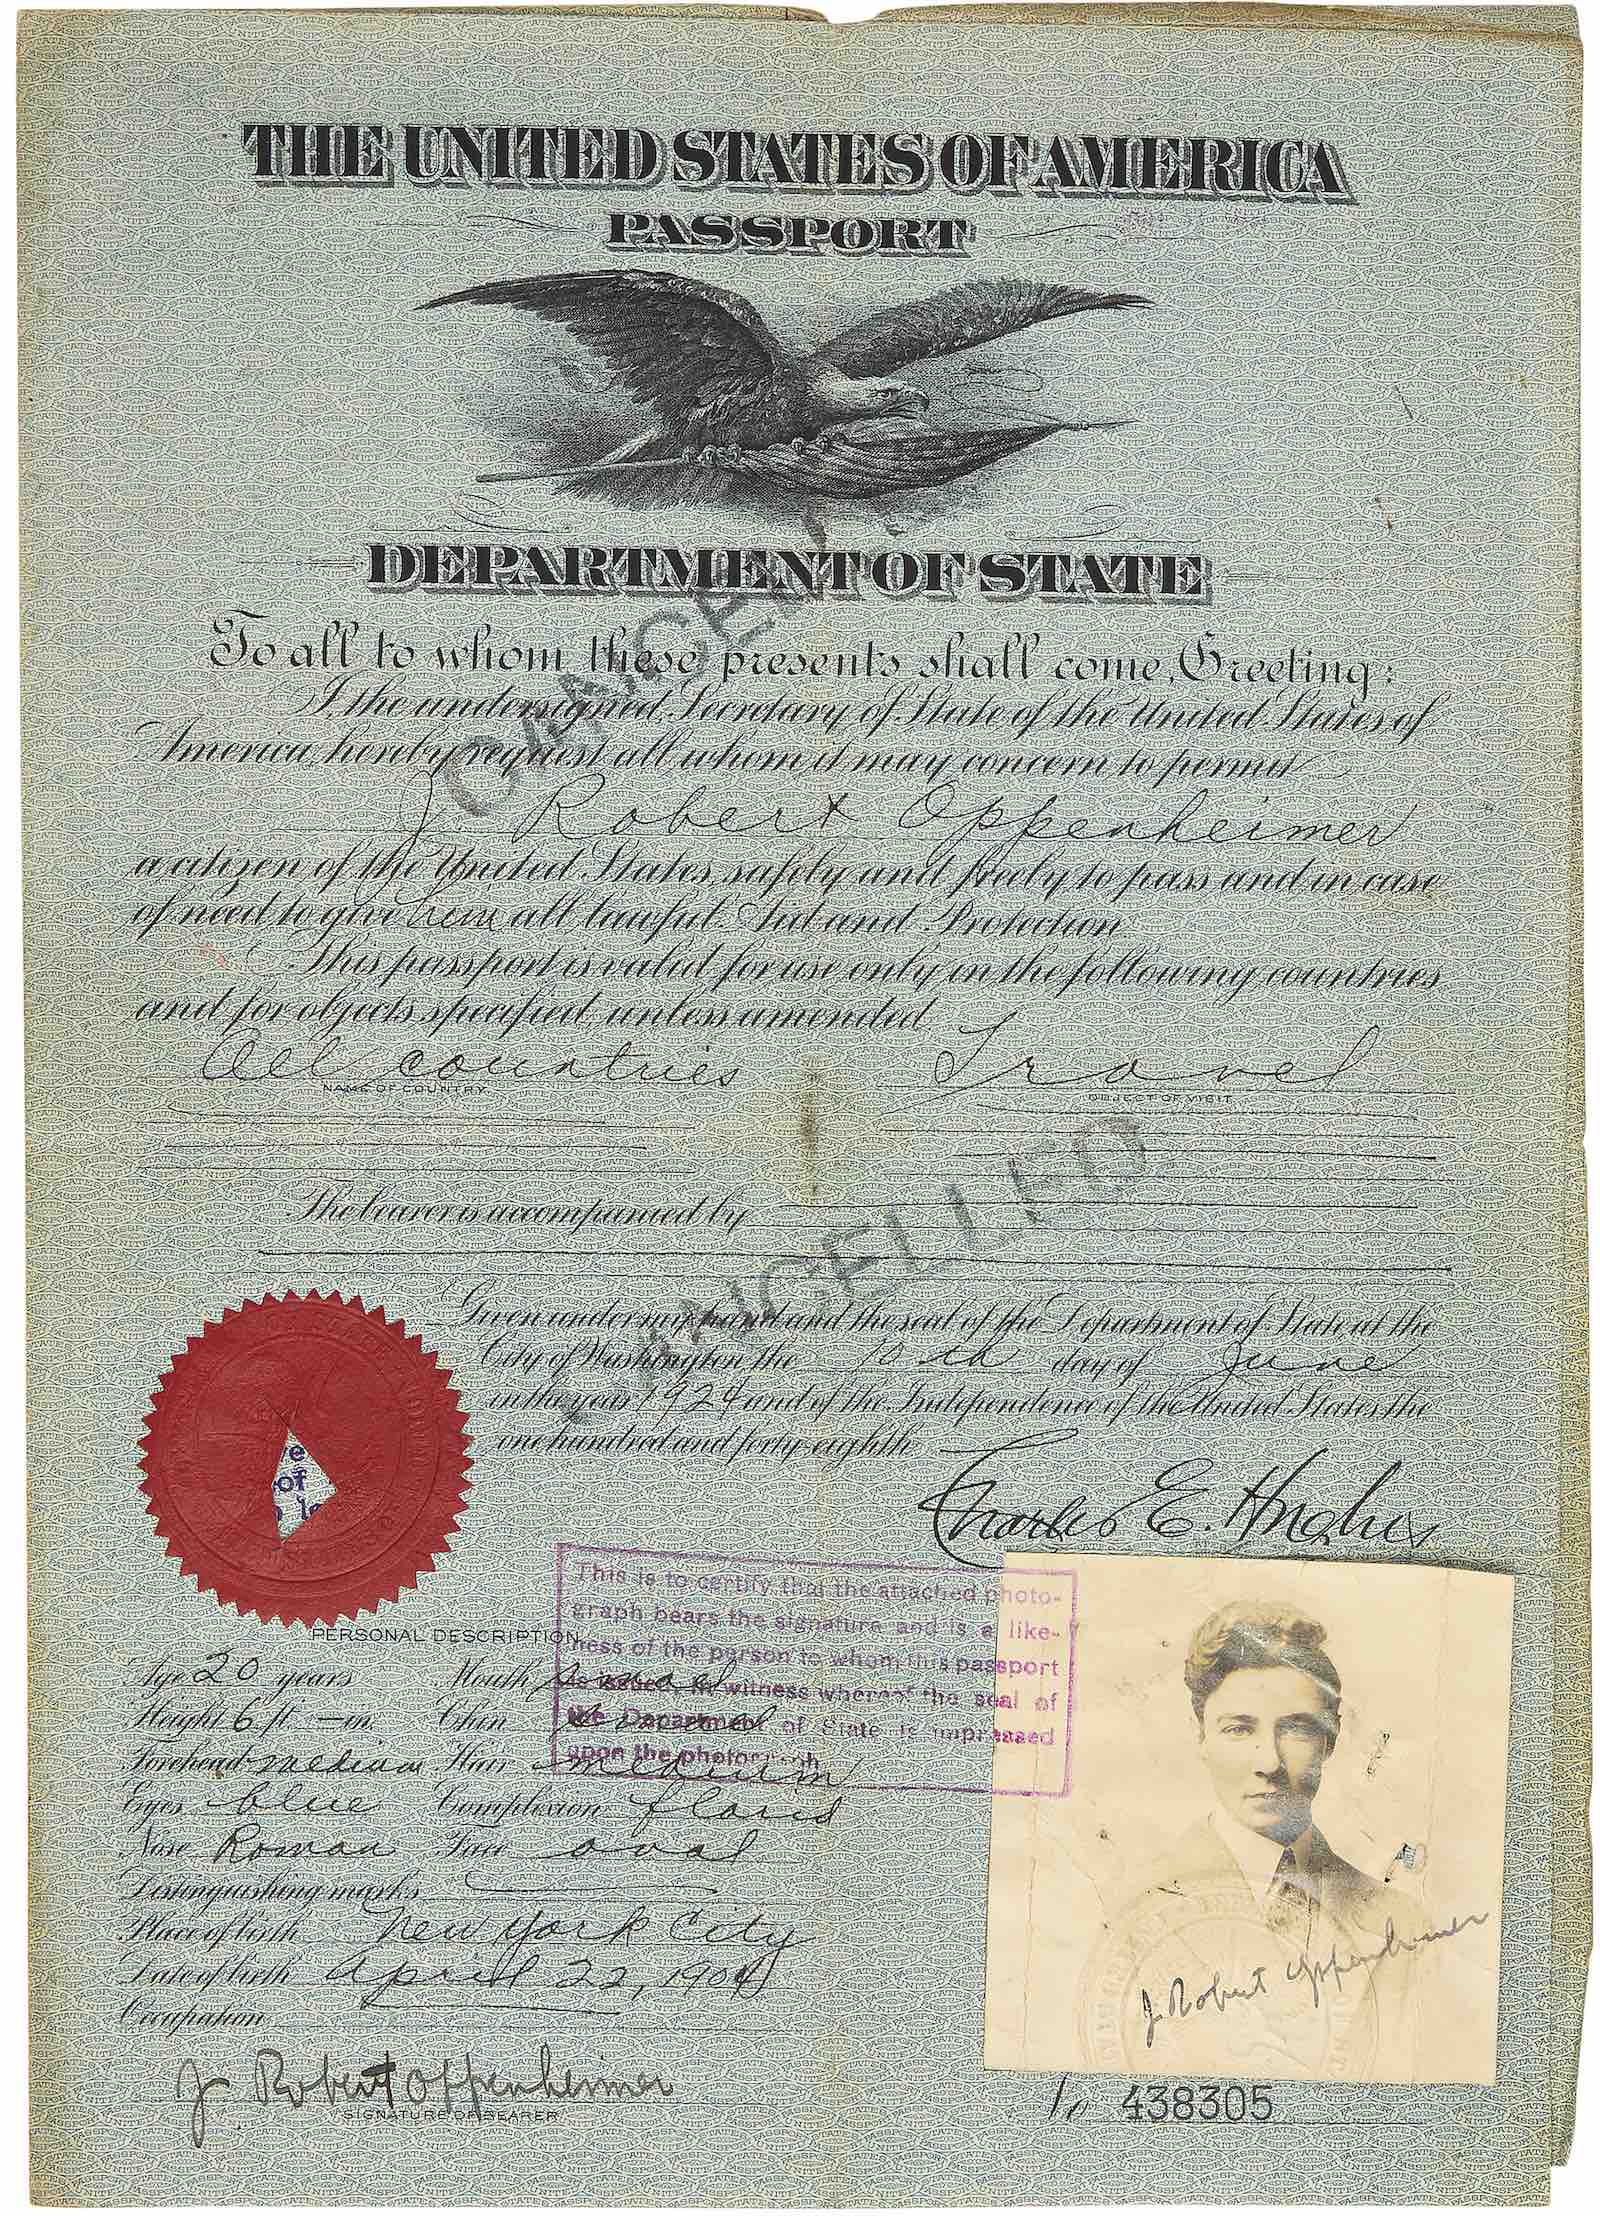 THE UNITED STATES OF AMERICA
PASSPORT
DEPARTMENT OF STATE
To all to whom these presents shall come, Greeting:
I, the undersigned, Secretary of State of the United States of
America, hereby request all whom it may concern to permit
J. Robert Oppenheimer
a citizen of the United States, safely and freely to pass and in case
of need to give him all lawful Aid and Protection
This passport is valid for use only in the following countries
and for objects specified, unless amended
All countries Travel
NAME OF COUNTRY OBJECT OF VISIT
The bearer is accompanied by
CANCELLED
Given under my hand and the seal of the Department of State at the
City of Washington the 10th day of June
in the year 1924 and of the Independence of the United States the
one hundred and forty-eighth
Charles E. Hughes
e
of
This is to certify that the attached photo-
graph bears the signature and is a like-
ness of the person to whom this passport
is issued. In witness whereof the seal of
the Department of State is impressed
upon the photograph
PERSONAL DESCRIPTION
Age 20 years Mouth small
Height 6 ft. — in. Chin
Forehead medium Hair medium
Eyes blue Complexion florid
Nose Roman Face oval
Distinguishing marks
Place of birth New York City
Date of birth April 22, 1904
Occupation
J Robert Oppenheimer
SIGNATURE OF BEARER
J Robert Oppenheimer
No 438305